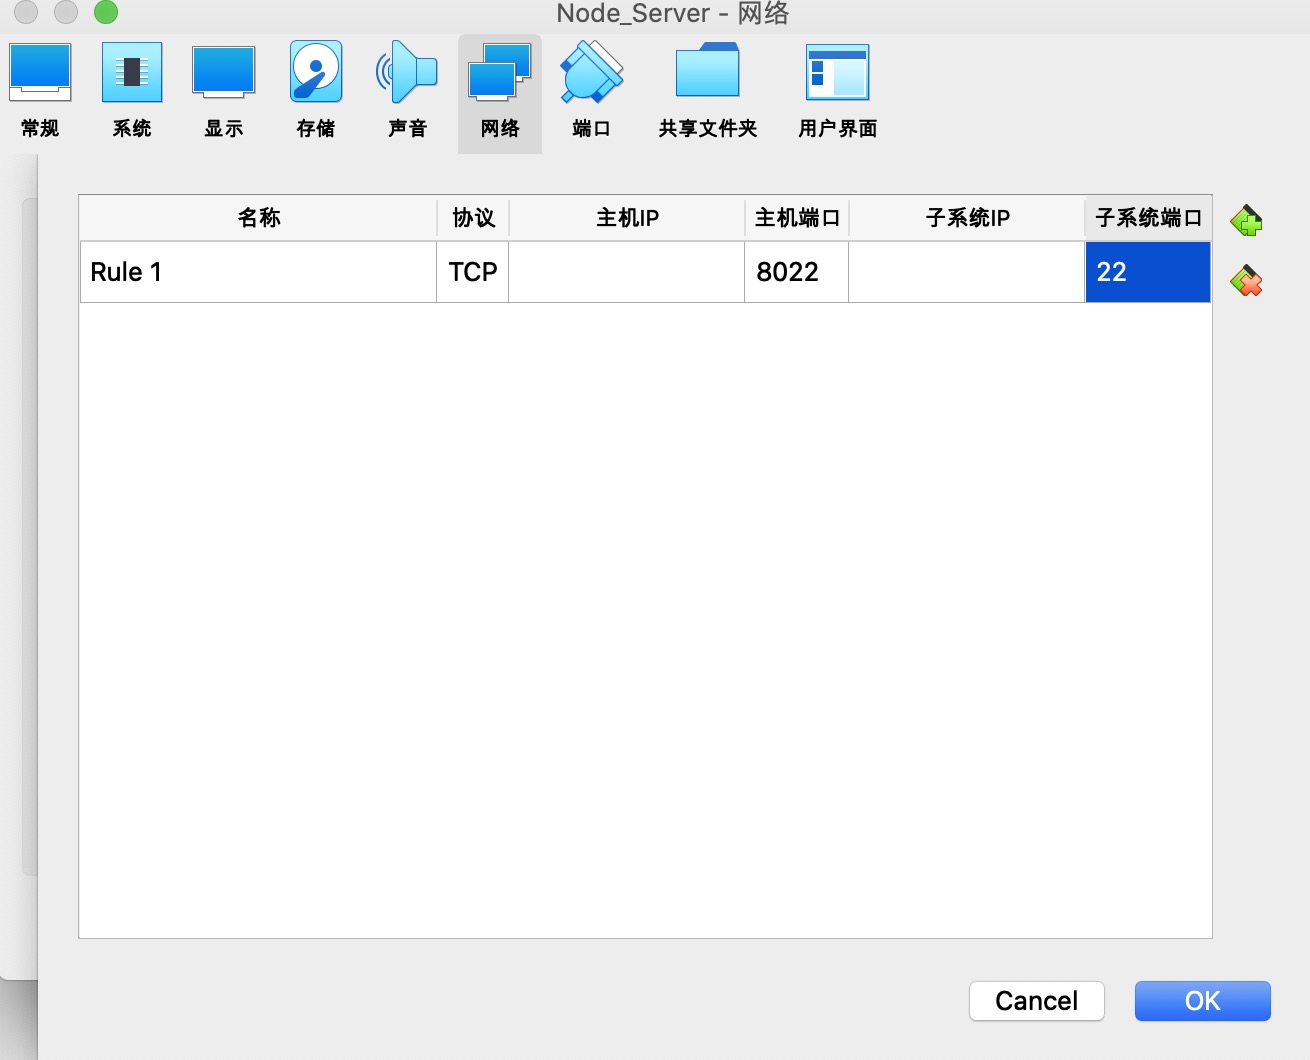 Node_Server - 网络
常规 系统 显示 存储 声音 网络 端口 共享文件夹 用户界面
名称 协议 主机IP 主机端口 子系统IP 子系统端口
Rule 1 TCP 8022 22
Cancel OK